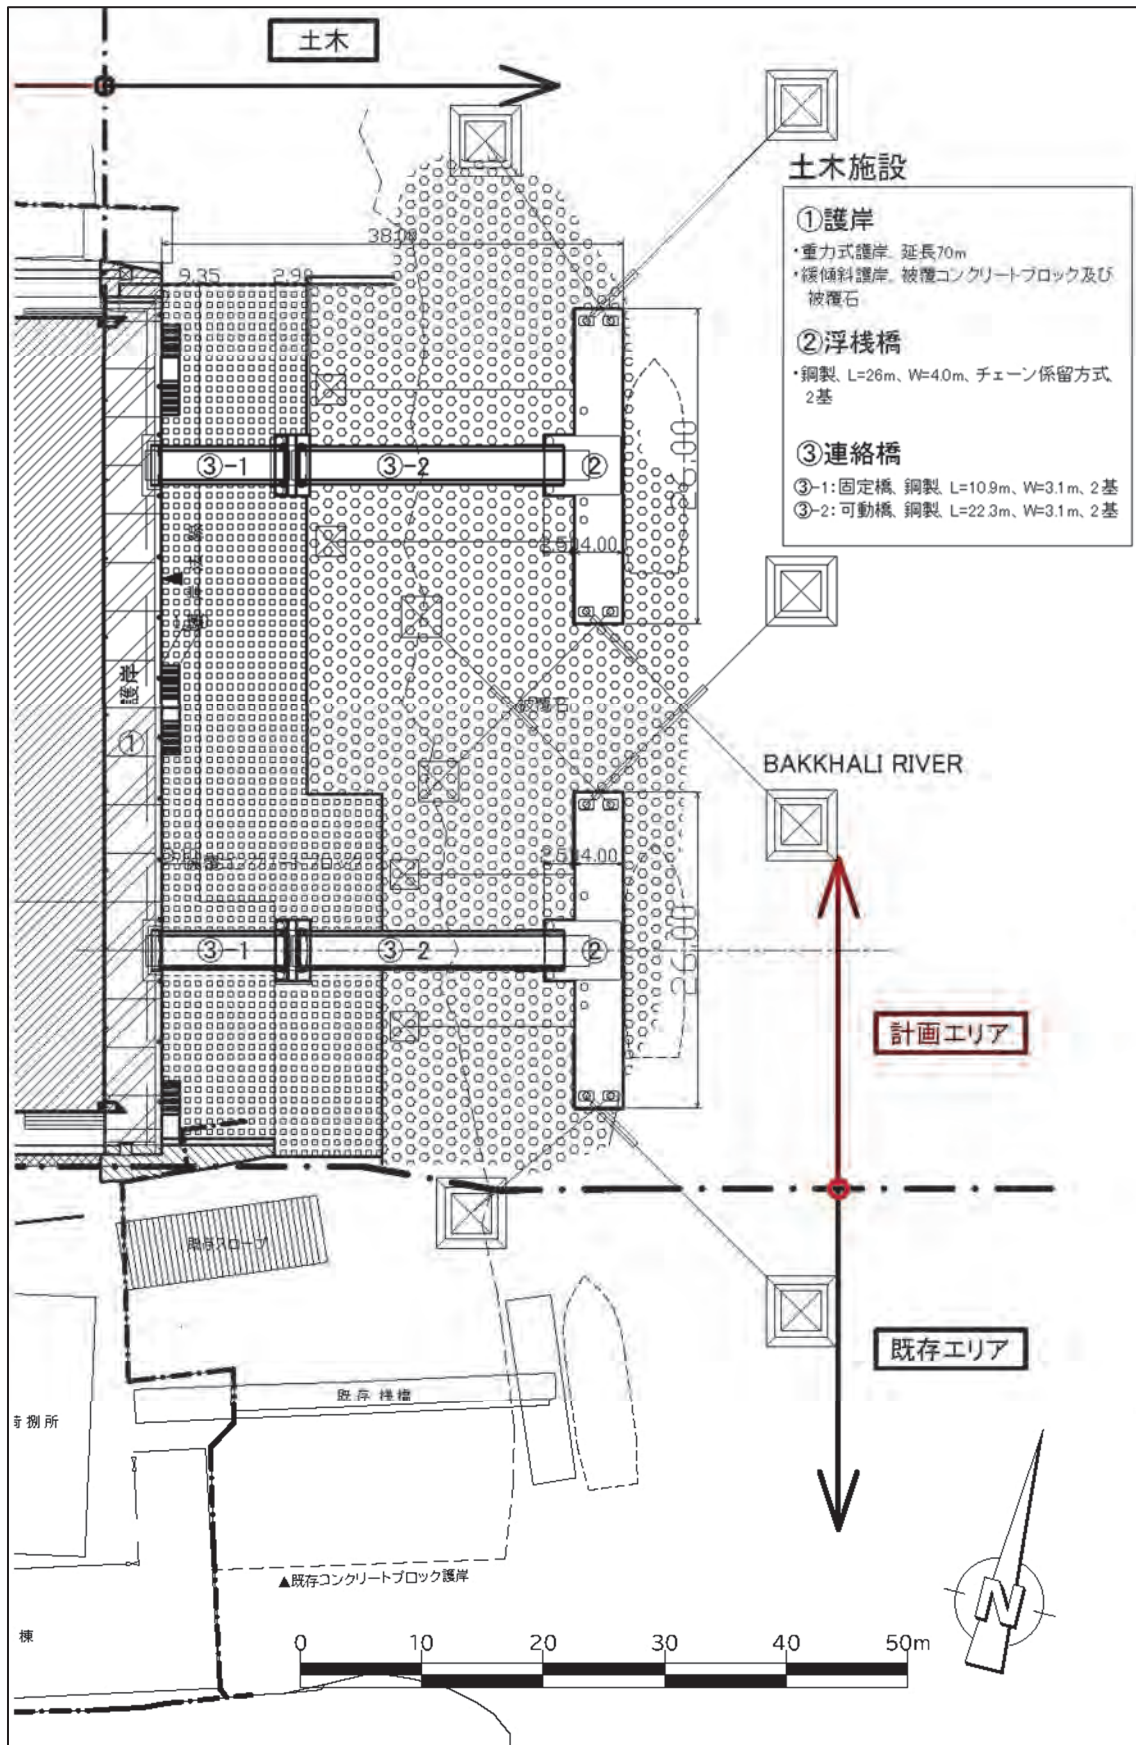 土木
土木施設
①護岸
・重力式護岸、延長70m
・緩傾斜護岸、被覆コンクリートブロック及び
被覆石
②浮桟橋
・鋼製、L=26m、W=4.0m、チェーン係留方式、
2基
③連絡橋
③-1：固定橋、鋼製、L=10.9m、W=3.1m、2基
③-2：可動橋、鋼製、L=22.3m、W=3.1m、2基
38.00
9.35
2.90
③-1
③-2
②
26.00
2.50
4.00
護岸
①
被覆石
BAKKHALI RIVER
2.50
4.00
③-1
③-2
②
26.00
計画エリア
既存スロープ
既存エリア
既存 桟橋
荷捌所
▲既存コンクリートブロック護岸
棟
N
0
10
20
30
40
50m